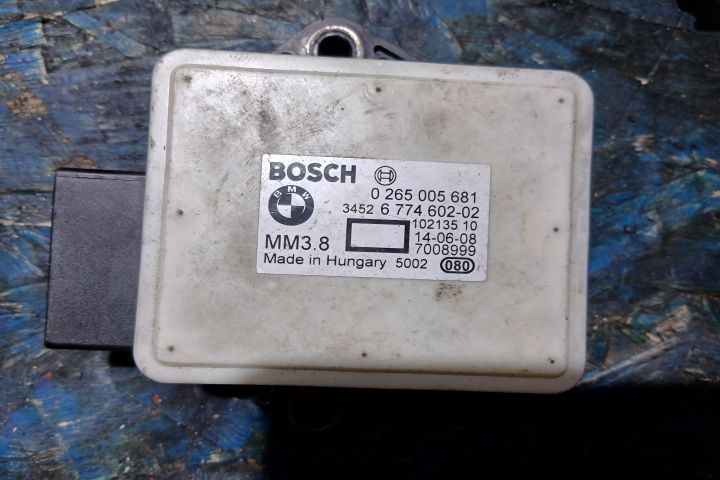 BOSCH
0 265 005 681
BMW
3452 6 774 602-02
102135 10
MM3.8
14-06-08
7008999
Made in Hungary 5002
080